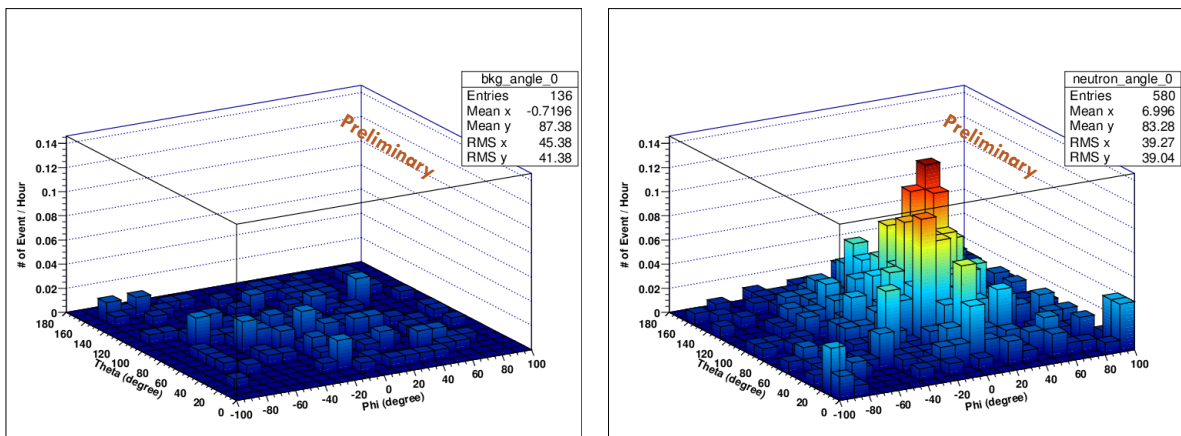 bkg_angle_0
Entries 136
Mean x -0.7196
Mean y 87.38
RMS x 45.38
RMS y 41.38
Preliminary
# of Event / Hour
0.14
0.12
0.1
0.08
0.06
0.04
0.02
0
180
160
140
120
100
80
60
40
20
0
Theta (degree)
-100
-80
-60
-40
-20
0
20
40
60
80
100
Phi (degree)
neutron_angle_0
Entries 580
Mean x 6.996
Mean y 83.28
RMS x 39.27
RMS y 39.04
Preliminary
# of Event / Hour
0.14
0.12
0.1
0.08
0.06
0.04
0.02
0
180
160
140
120
100
80
60
40
20
0
Theta (degree)
-100
-80
-60
-40
-20
0
20
40
60
80
100
Phi (degree)